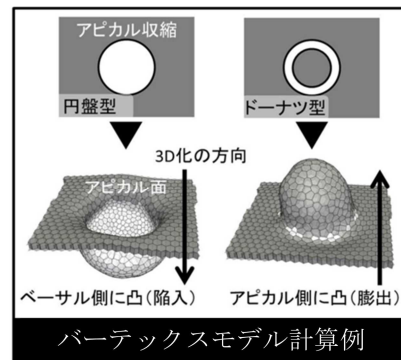 アピカル収縮
円盤型
ドーナツ型
3D化の方向
アピカル面
ベーサル側に凸(陥入)
アピカル側に凸(膨出)
バーテックスモデル計算例